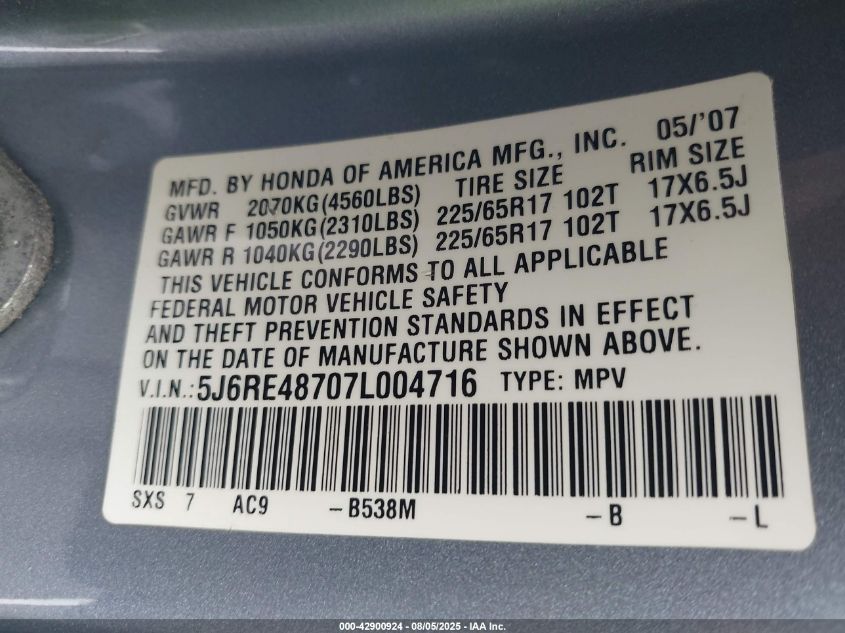 MFD. BY HONDA OF AMERICA MFG., INC. 05/'07
GVWR 2070KG(4560LBS) TIRE SIZE RIM SIZE
GAWR F 1050KG(2310LBS) 225/65R17 102T 17X6.5J
GAWR R 1040KG(2290LBS) 225/65R17 102T 17X6.5J
THIS VEHICLE CONFORMS TO ALL APPLICABLE
FEDERAL MOTOR VEHICLE SAFETY
AND THEFT PREVENTION STANDARDS IN EFFECT
ON THE DATE OF MANUFACTURE SHOWN ABOVE.
V.I.N.: 5J6RE48707L004716 TYPE: MPV
SXS 7 AC9 -B538M -B -L
000-42900924 - 08/05/2025 - IAA Inc.